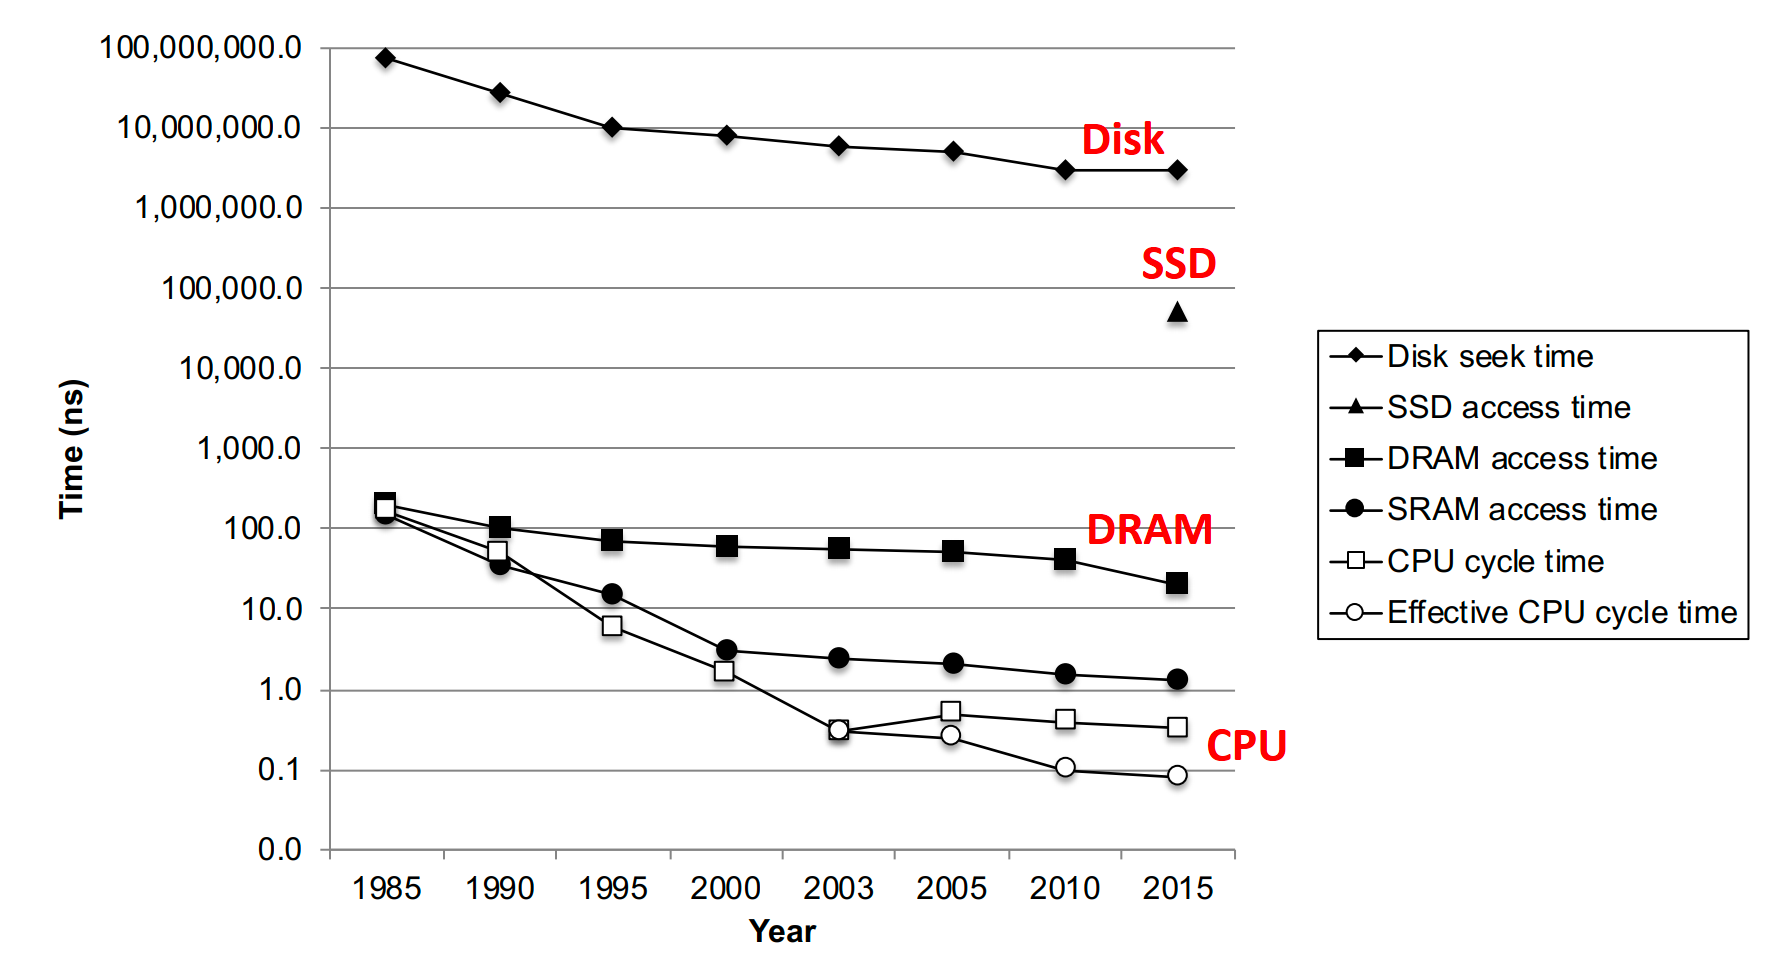 100,000,000.0
10,000,000.0
1,000,000.0
100,000.0
10,000.0
1,000.0
100.0
10.0
1.0
0.1
0.0
Time (ns)
Disk
SSD
DRAM
CPU
1985 1990 1995 2000 2003 2005 2010 2015
Year
Disk seek time
SSD access time
DRAM access time
SRAM access time
CPU cycle time
Effective CPU cycle time